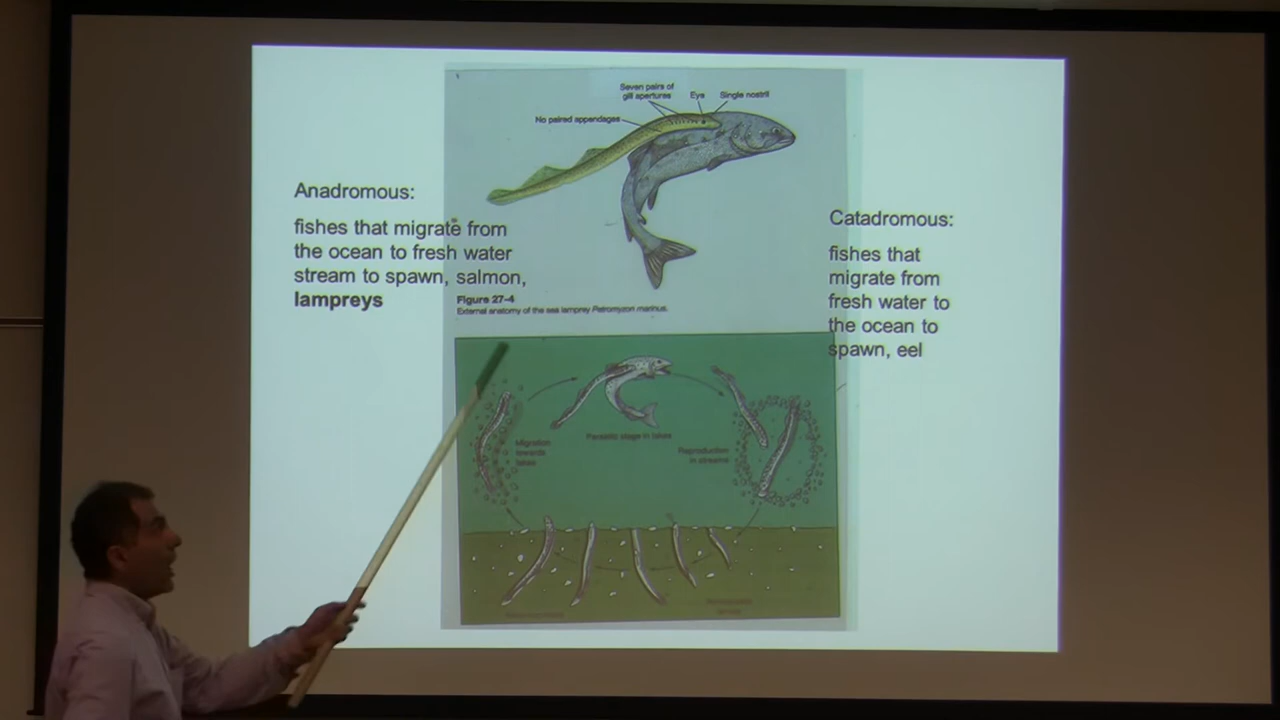 Seven pairs of
gill apertures
Eye
Single nostril
No paired appendages
Anadromous:
fishes that migrate from
the ocean to fresh water
stream to spawn, salmon,
lampreys
Catadromous:
fishes that
migrate from
fresh water to
the ocean to
spawn, eel
Figure 27-4
External anatomy of the sea lamprey Petromyzon marinus.
Migration
towards
lakes
Parasitic stage in lakes
Reproduction
in streams